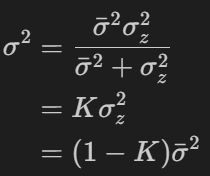 σ² = σ̄²σ_z² / (σ̄² + σ_z²)
= Kσ_z²
= (1 − K)σ̄²